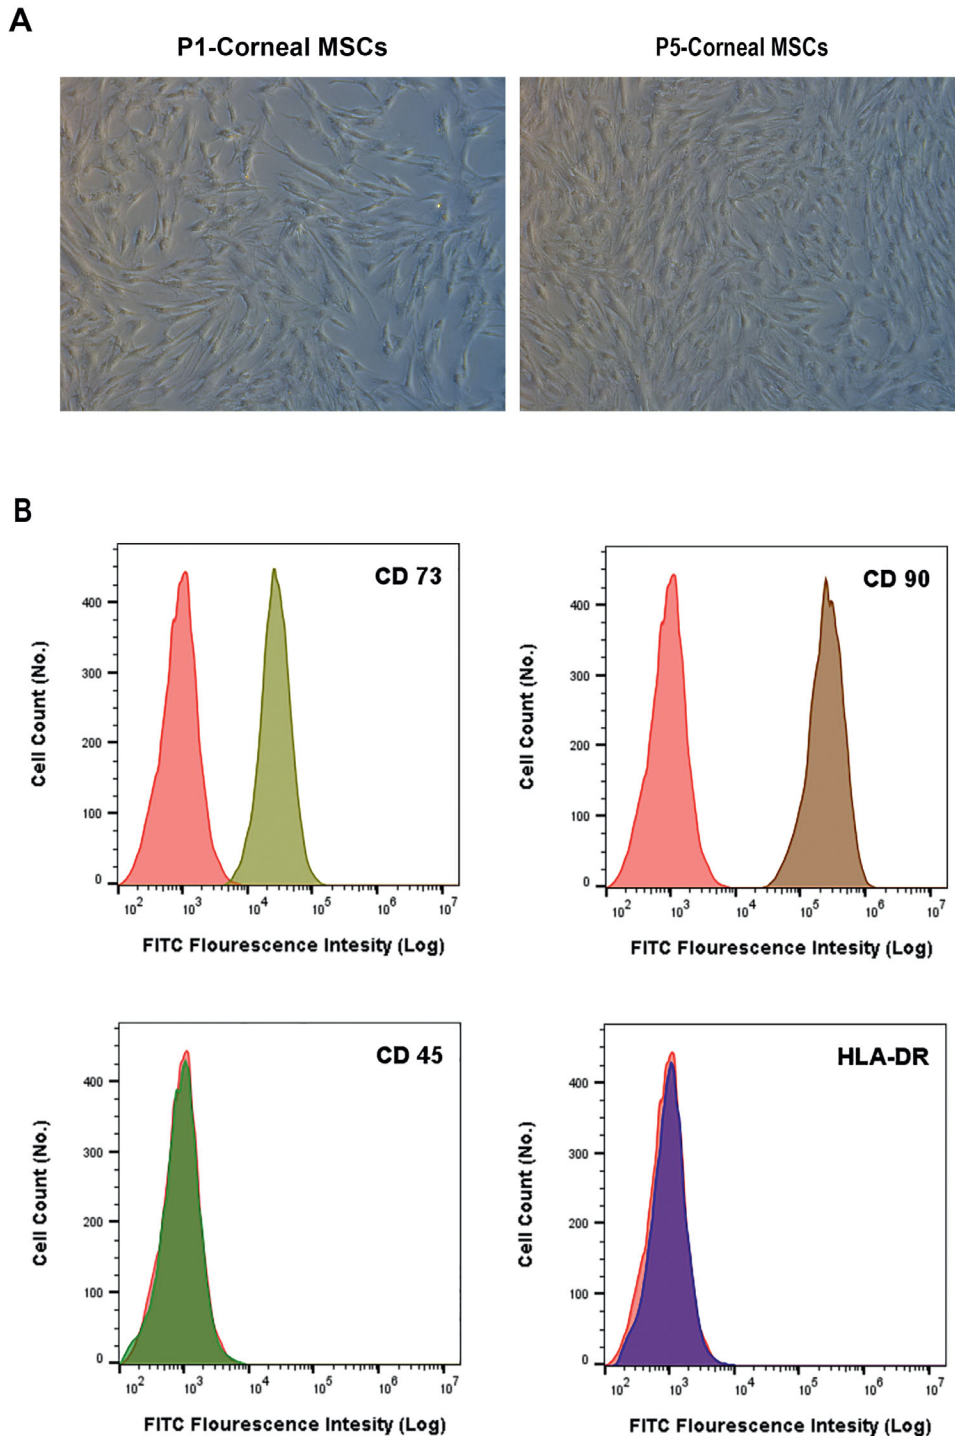 A
P1-Corneal MSCs
P5-Corneal MSCs
B
CD 73
Cell Count (No.)
400
300
200
100
0
10^2 10^3 10^4 10^5 10^6 10^7
FITC Flourescence Intesity (Log)
CD 90
Cell Count (No.)
400
300
200
100
0
10^2 10^3 10^4 10^5 10^6 10^7
FITC Flourescence Intesity (Log)
CD 45
Cell Count (No.)
400
300
200
100
0
10^2 10^3 10^4 10^5 10^6 10^7
FITC Flourescence Intesity (Log)
HLA-DR
Cell Count (No.)
400
300
200
100
0
10^2 10^3 10^4 10^5 10^6 10^7
FITC Flourescence Intesity (Log)